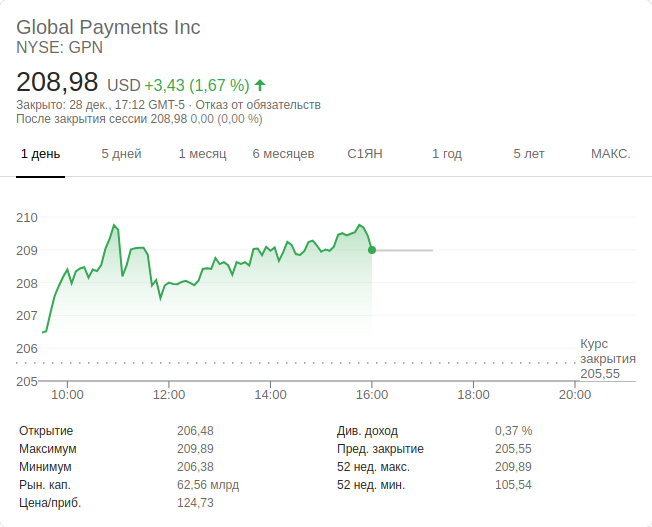 Global Payments Inc
NYSE: GPN
208,98 USD +3,43 (1,67 %)
Закрыто: 28 дек., 17:12 GMT-5 · Отказ от обязательств
После закрытия сессии 208,98 0,00 (0,00 %)
1 день 5 дней 1 месяц 6 месяцев С1ЯН 1 год 5 лет МАКС.
210
209
208
207
206
205
Курс
закрытия
205,55
10:00 12:00 14:00 16:00 18:00 20:00
Открытие 206,48 Див. доход 0,37 %
Максимум 209,89 Пред. закрытие 205,55
Минимум 206,38 52 нед. макс. 209,89
Рын. кап. 62,56 млрд 52 нед. мин. 105,54
Цена/приб. 124,73